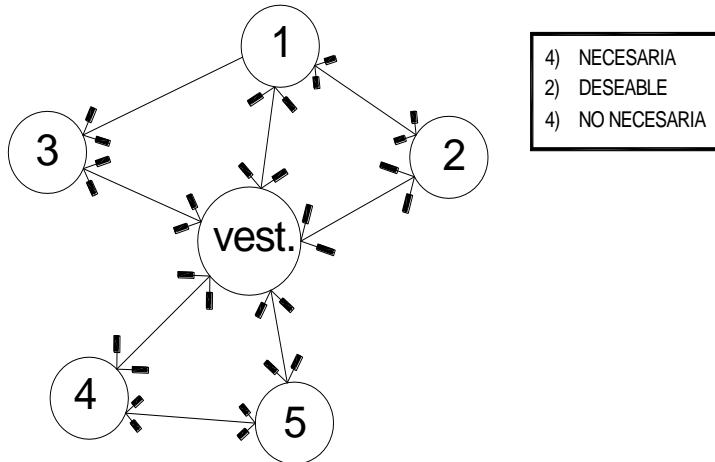 1
4) NECESARIA
2) DESEABLE
4) NO NECESARIA
3
2
vest.
4
5